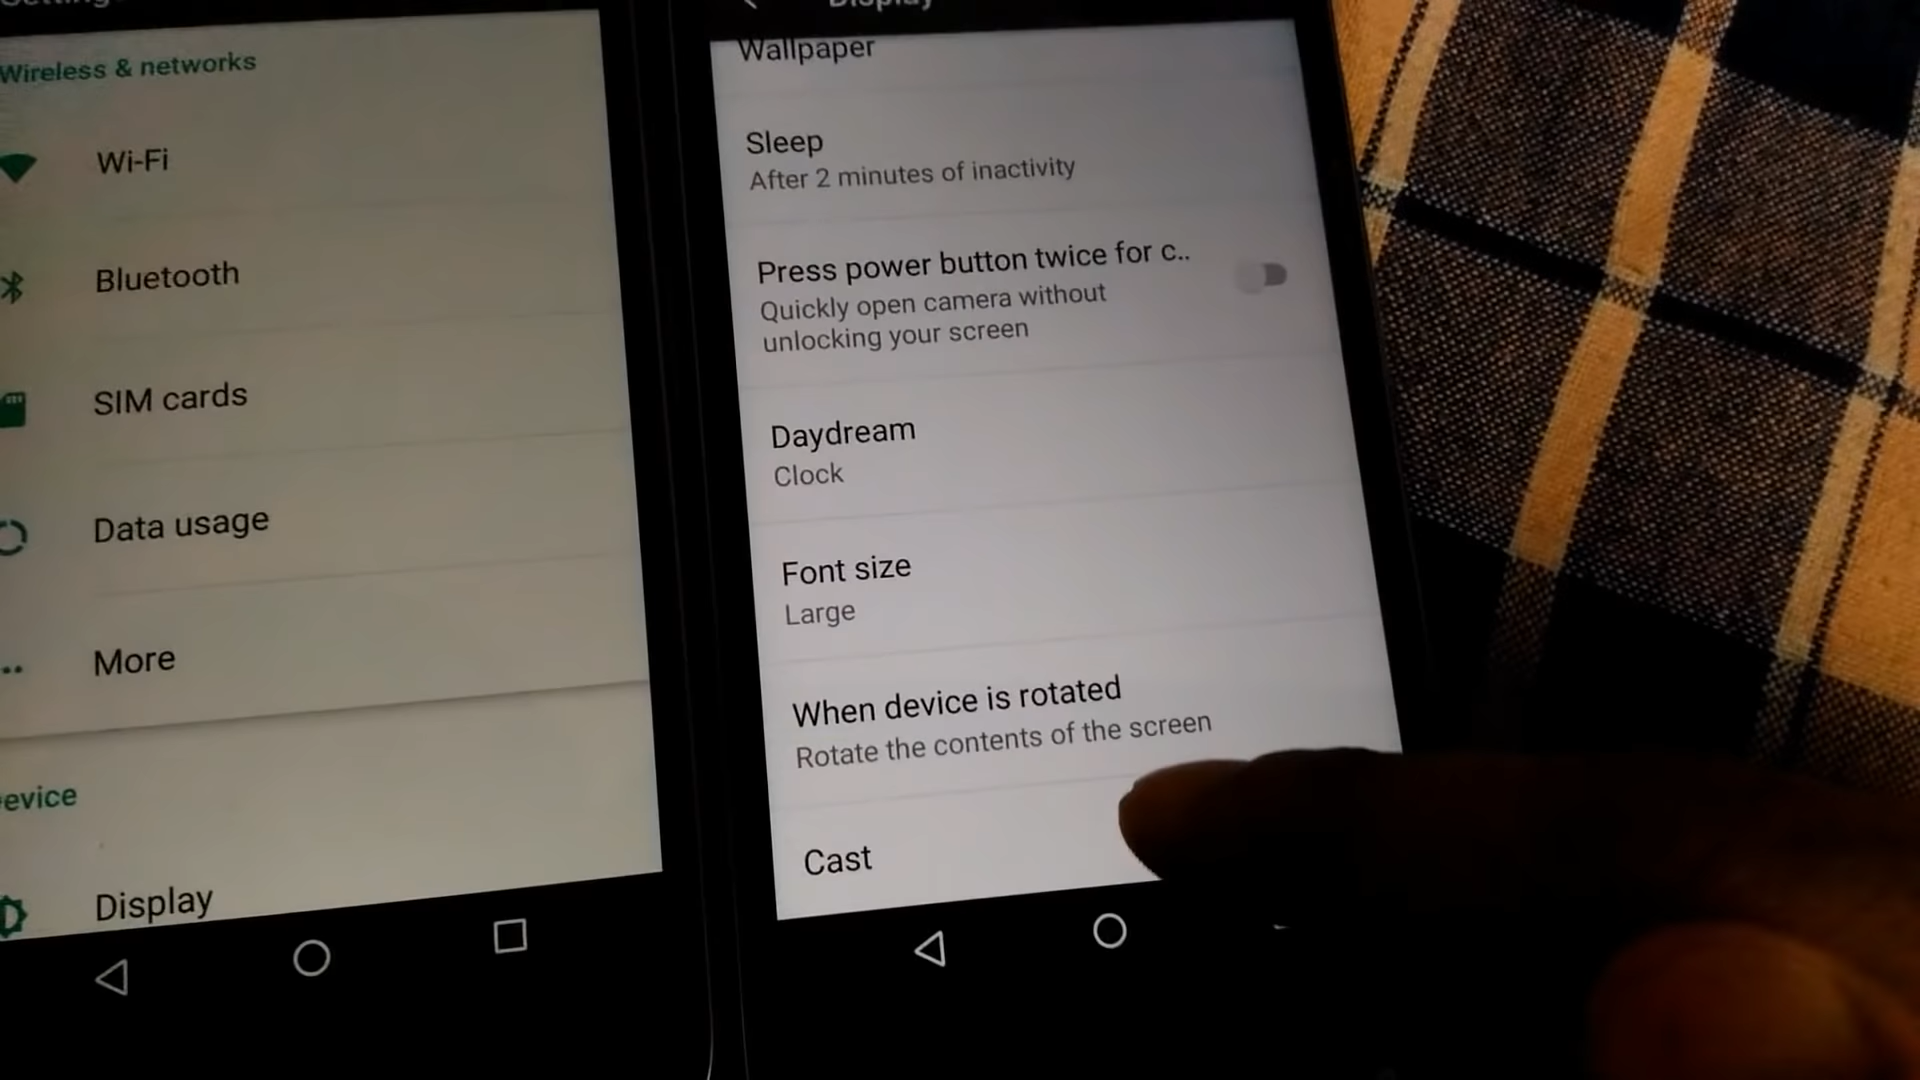 Wireless & networks
Wi-Fi
Bluetooth
SIM cards
Data usage
More
evice
Display
Display
Wallpaper
Sleep
After 2 minutes of inactivity
Press power button twice for c..
Quickly open camera without
unlocking your screen
Daydream
Clock
Font size
Large
When device is rotated
Rotate the contents of the screen
Cast